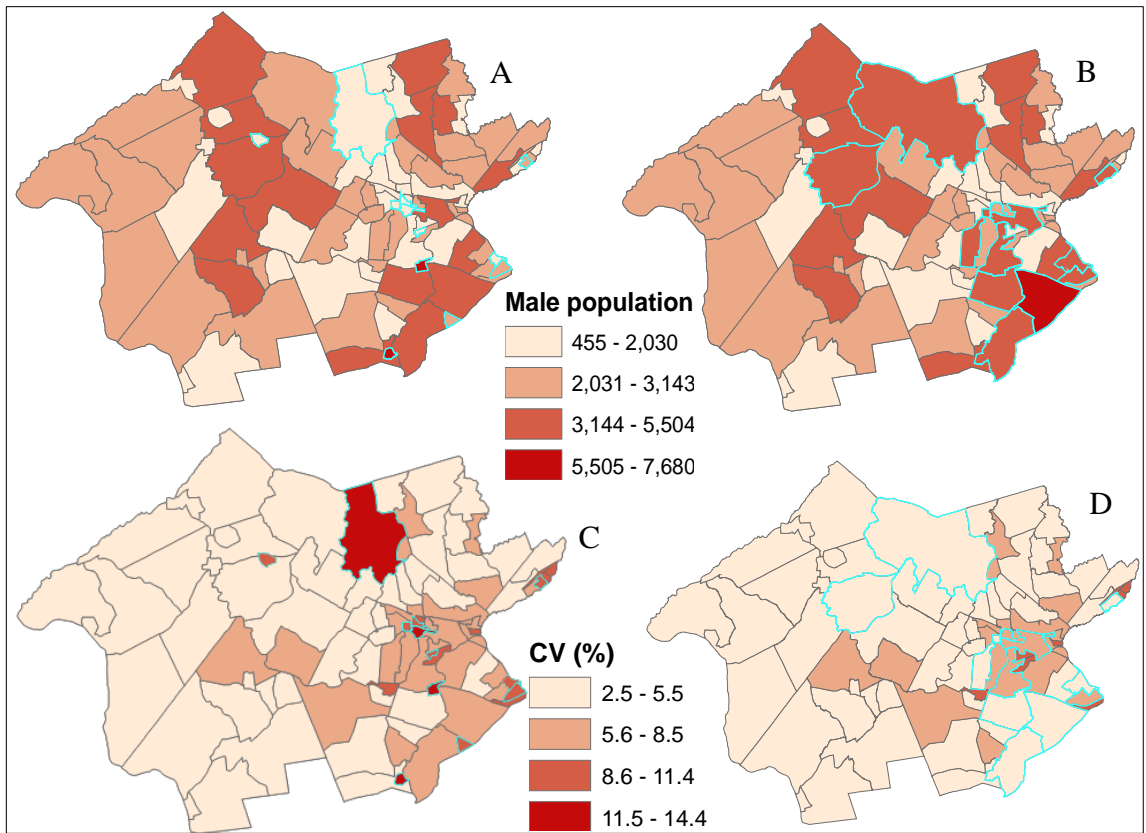 A
B
Male population
455 - 2,030
2,031 - 3,143
3,144 - 5,504
5,505 - 7,680
C
D
CV (%)
2.5 - 5.5
5.6 - 8.5
8.6 - 11.4
11.5 - 14.4